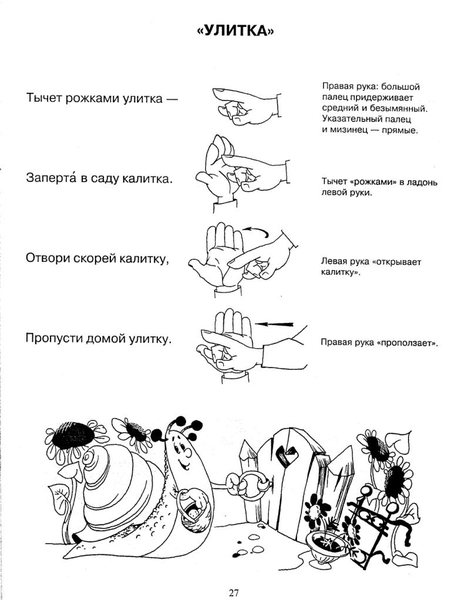 «УЛИТКА»
Тычет рожками улитка —
Правая рука: большой
палец придерживает
средний и безымянный.
Указательный палец
и мизинец — прямые.
Заперта́ в саду калитка.
Тычет «рожками» в ладонь
левой руки.
Отвори скорей калитку,
Левая рука «открывает
калитку».
Пропусти домой улитку.
Правая рука «проползает».
27